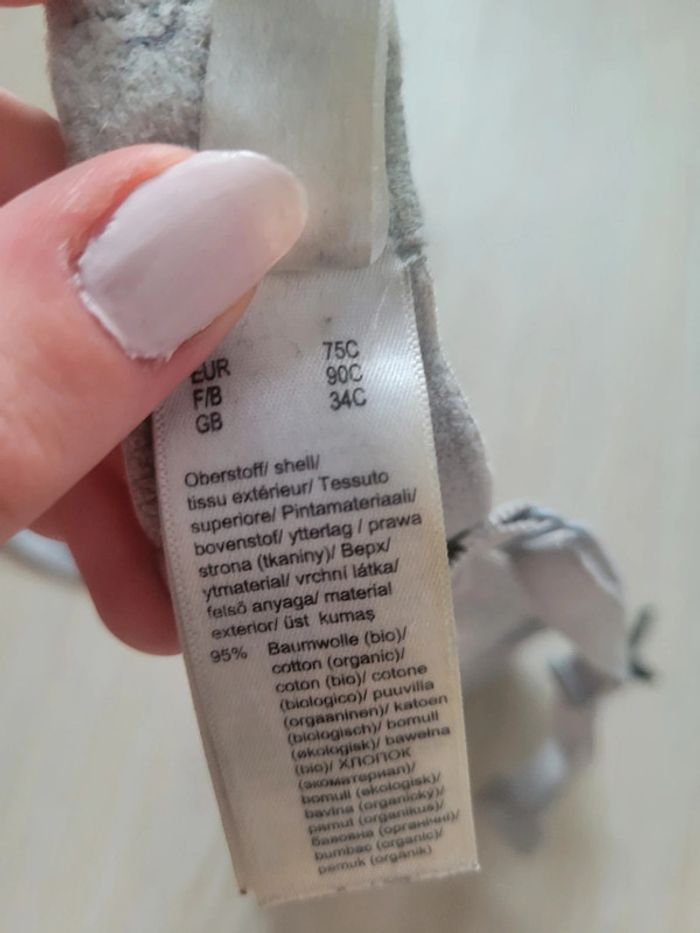 EUR 75C
F/B 90C
GB 34C
Oberstoff/ shell/
tissu extérieur/ Tessuto
superiore/ Pintamateriaali/
bovenstof/ ytterlag / prawa
strona (tkaniny)/ Верх/
ytmaterial/ vrchní látka/
felső anyaga/ material
exterior/ üst kumaş
95% Baumwolle (bio)/
cotton (organic)/
coton (bio)/ cotone
(biologico)/ puuvilla
(orgaaninen)/ katoen
(biologisch)/ bomull
(økologisk)/ bawełna
(bio)/ ХЛОПОК
(экоматериал)/
bomull (ekologisk)/
bavlna (organický)/
pamut (organikus)/
бавовна (органічні)/
bumbac (organic)/
pamuk (organik)